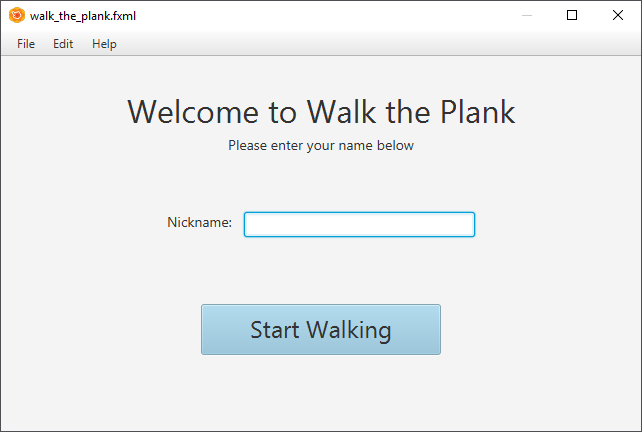 walk_the_plank.fxml
File Edit Help
Welcome to Walk the Plank
Please enter your name below
Nickname:
Start Walking